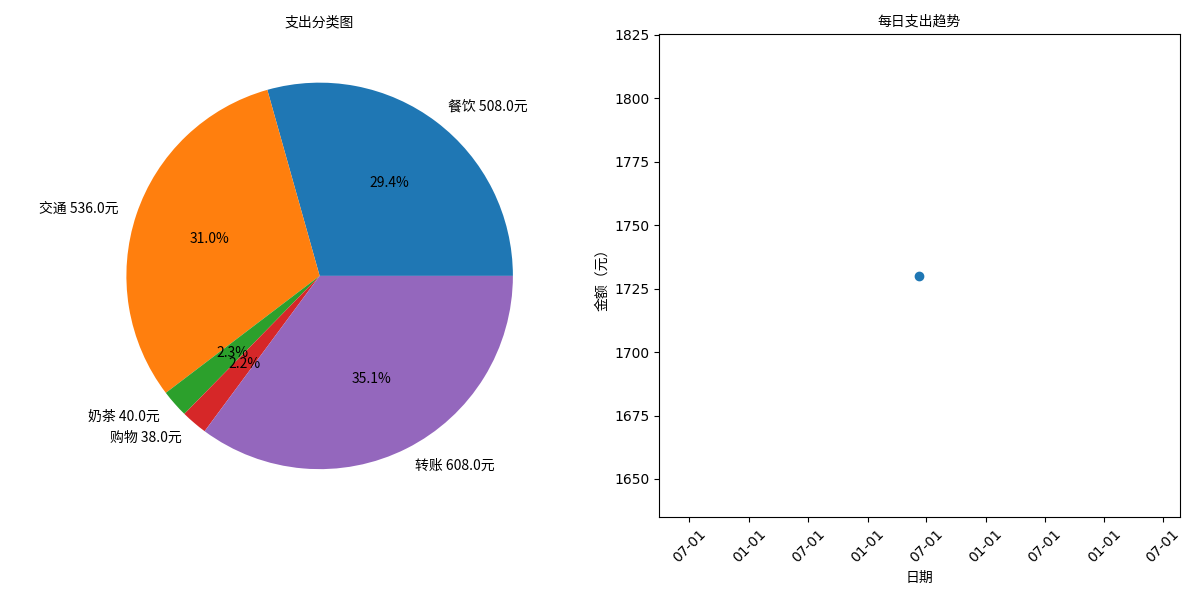 支出分类图
餐饮 508.0元
29.4%
交通 536.0元
31.0%
2.3%
2.2%
奶茶 40.0元
购物 38.0元
35.1%
转账 608.0元
每日支出趋势
1825
1800
1775
1750
1725
1700
1675
1650
金额（元）
07-01
01-01
07-01
01-01
07-01
01-01
07-01
01-01
07-01
日期